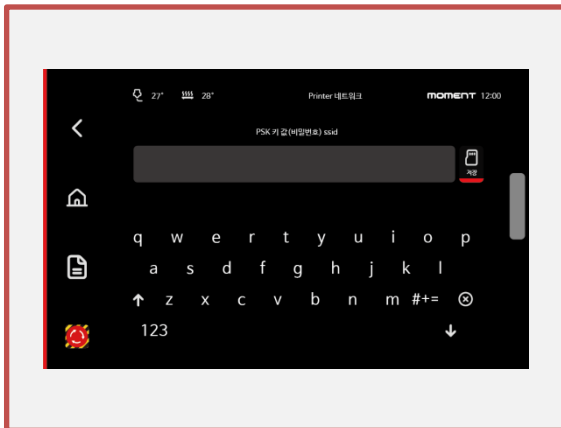 27° 28° Printer 네트워크 moment 12:00
PSK 키 값(비밀번호) ssid
저장
q w e r t y u i o p
a s d f g h j k l
z x c v b n m #+=
123